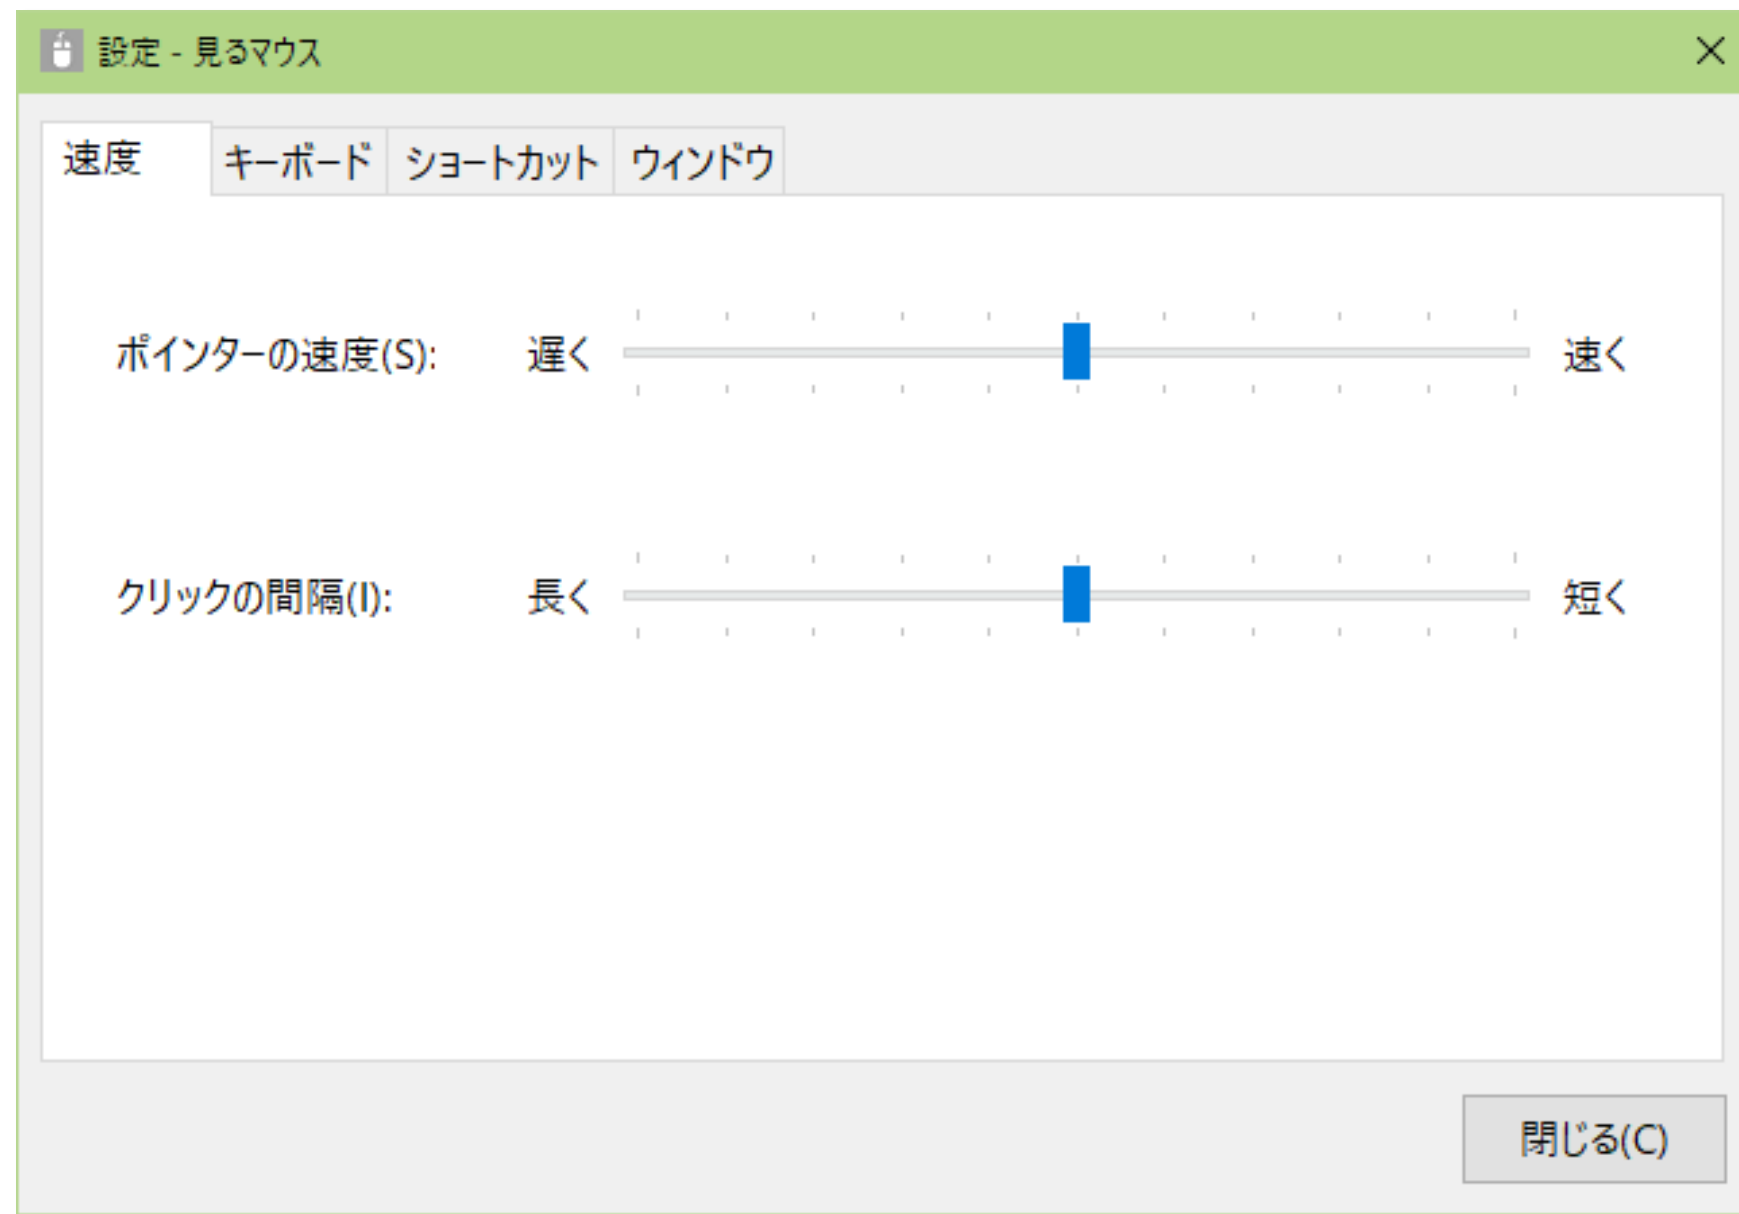 設定 - 見るマウス
速度 キーボード ショートカット ウィンドウ
ポインターの速度(S): 遅く 速く
クリックの間隔(I): 長く 短く
閉じる(C)